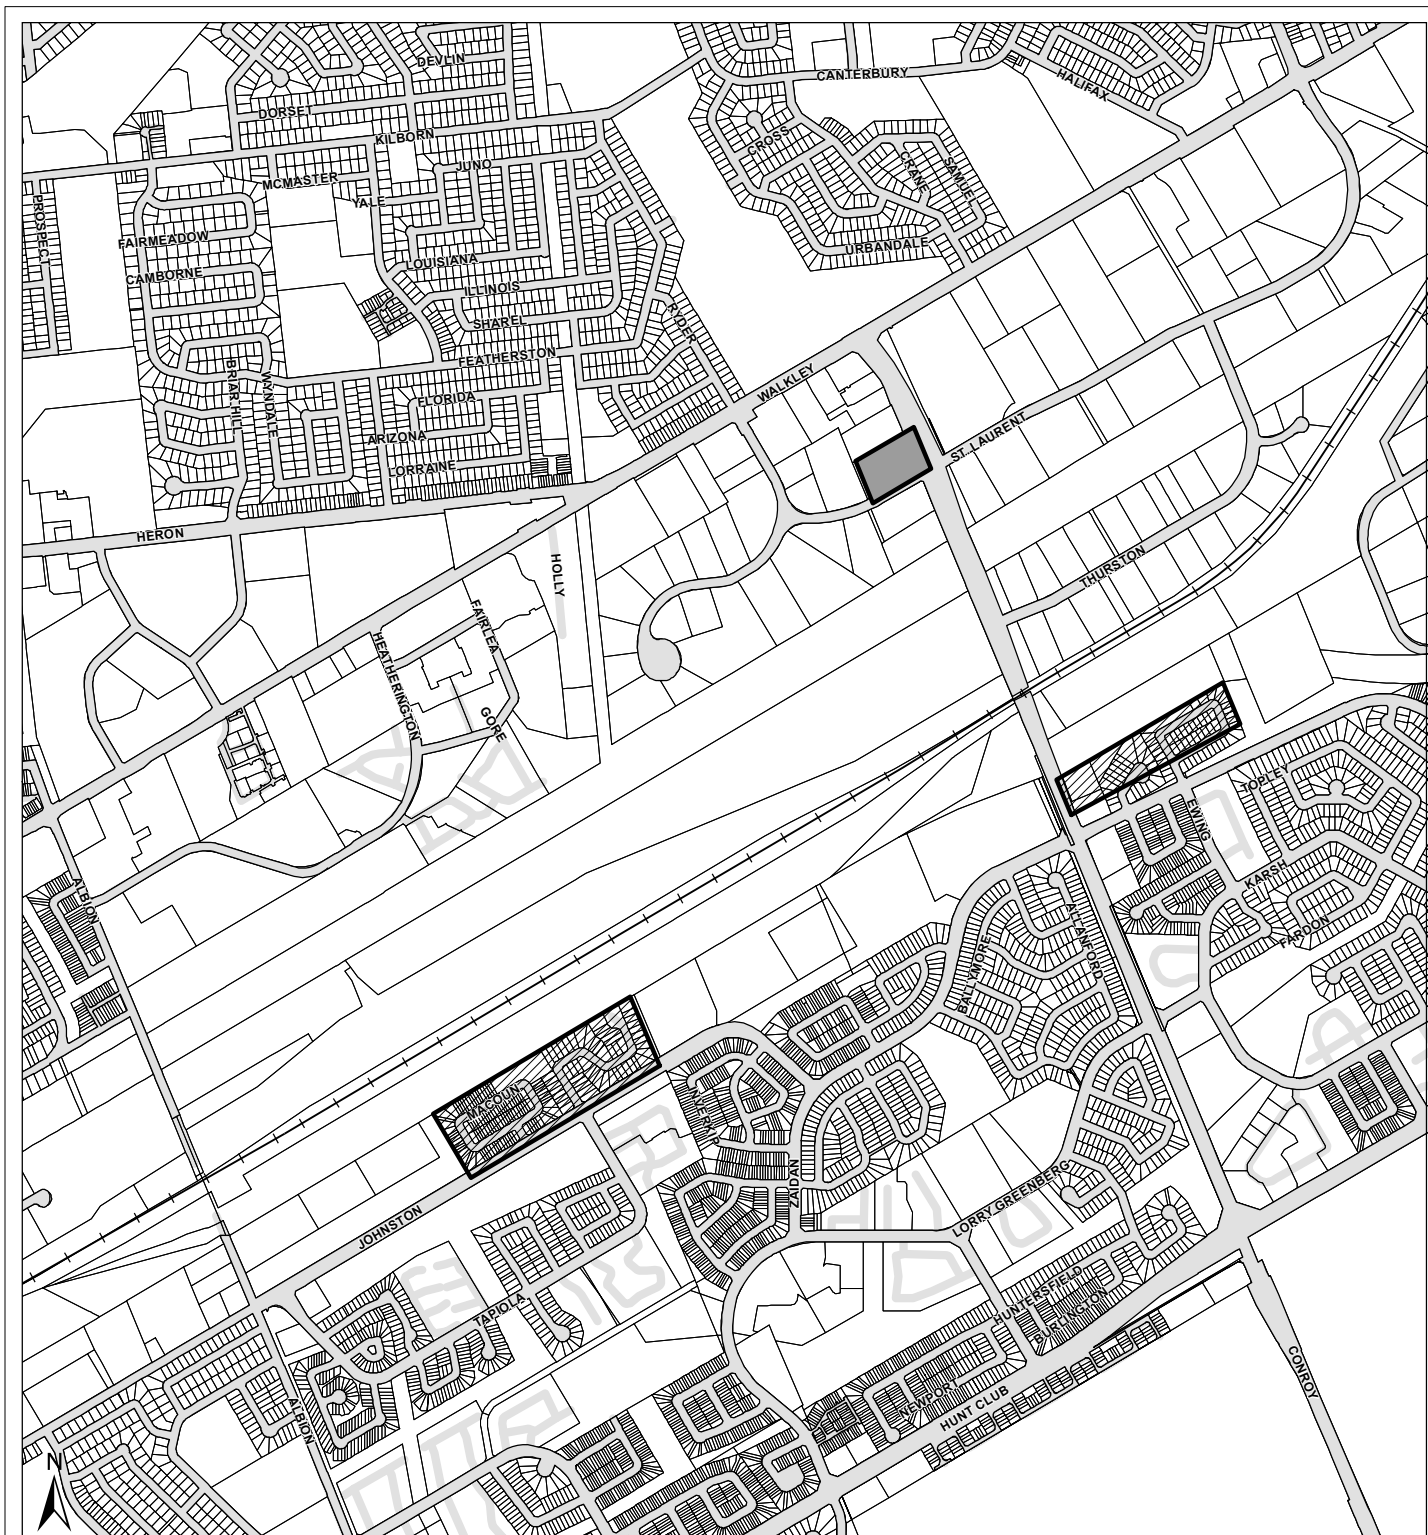 DEVLIN
CANTERBURY
HALIFAX
DORSET
KILBORN
CROSS
JUNO
CRANE
SAMUEL
MCMASTER
YALE
PROSPECT
FAIRMEADOW
URBANDALE
LOUISIANA
CAMBORNE
ILLINOIS
SHAREL
RYDER
FEATHERSTON
BRIAR HILL
WYNDALE
WALKLEY
FLORIDA
ST. LAURENT
ARIZONA
LORRAINE
HERON
HOLLY
THURSTON
FAIRLEA
HEATHERINGTON
GORE
TOPLEY
EWING
KARSH
ALBION
ALLANFORD
FARDON
BALLYMORE
MACOUN
ZAIDAN
LORRY GREENBERG
JOHNSTON
HUNTERSFIELD
TAPIOLA
BURLINGTON
CONROY
NEWPORT
ALBION
HUNT CLUB
N